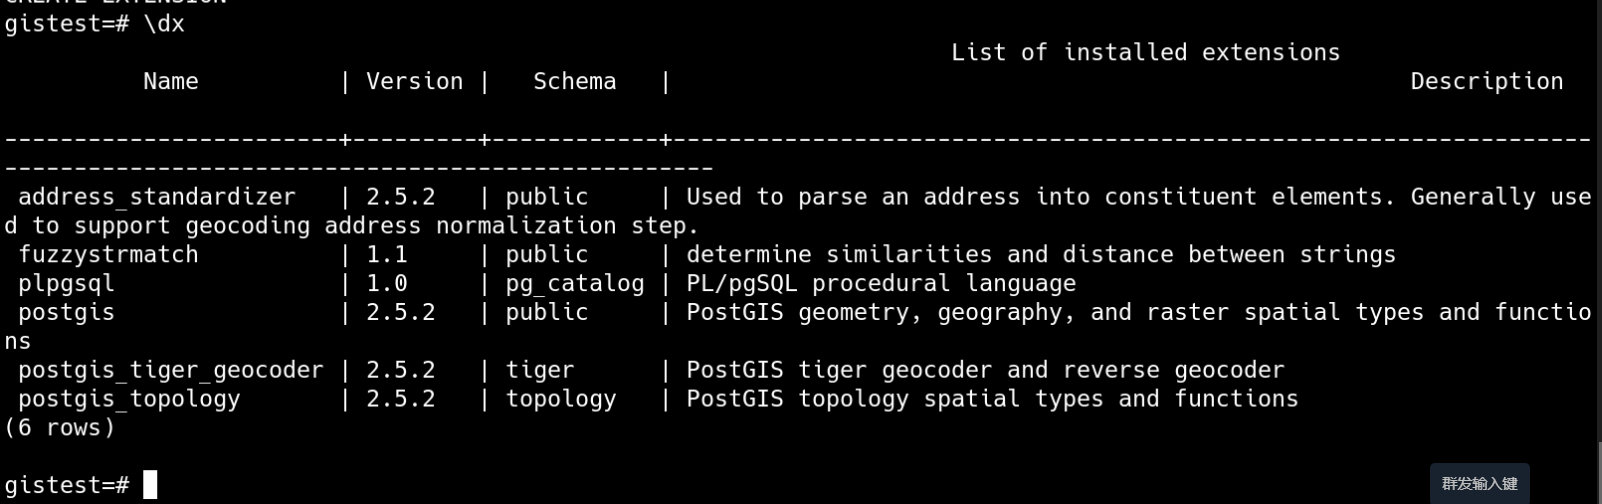 CREATE EXTENSION
gistest=# \dx
List of installed extensions
Name | Version | Schema | Description
------------------------+---------+------------+------------------------------------------------------------------
---------------------------------------------------
address_standardizer | 2.5.2 | public | Used to parse an address into constituent elements. Generally use
d to support geocoding address normalization step.
fuzzystrmatch | 1.1 | public | determine similarities and distance between strings
plpgsql | 1.0 | pg_catalog | PL/pgSQL procedural language
postgis | 2.5.2 | public | PostGIS geometry, geography, and raster spatial types and functio
ns
postgis_tiger_geocoder | 2.5.2 | tiger | PostGIS tiger geocoder and reverse geocoder
postgis_topology | 2.5.2 | topology | PostGIS topology spatial types and functions
(6 rows)
gistest=#
群发输入键